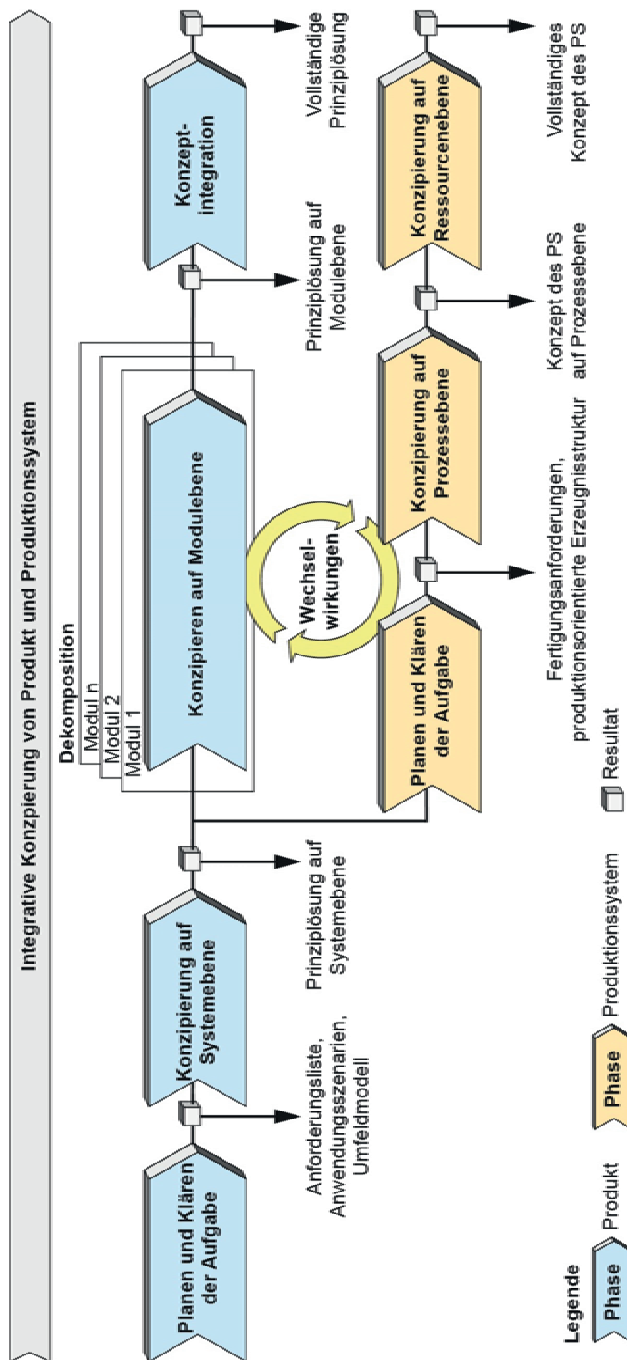 Integrative Konzpierung von Produkt und Produktionssystem
Planen und Klären
der Aufgabe
Anforderungsliste,
Anwendungsszenarien,
Umfeldmodell
Konzipierung auf
Systemebene
Prinziplösung auf
Systemebene
Dekomposition
Modul n
Modul 2
Modul 1
Konzipieren auf Modulebene
Prinziplösung auf
Modulebene
Konzept-
integration
Vollständige
Prinziplösung
Wechsel-
wirkungen
Planen und Klären
der Aufgabe
Fertigungsanforderungen,
produktionsorientierte Erzeugnisstruktur
Konzipierung auf
Prozessebene
Konzept des PS
auf Prozessebene
Konzipierung auf
Ressourcenebene
Vollständiges
Konzept des PS
Legende
Phase
Produkt
Phase
Produktionssystem
Resultat